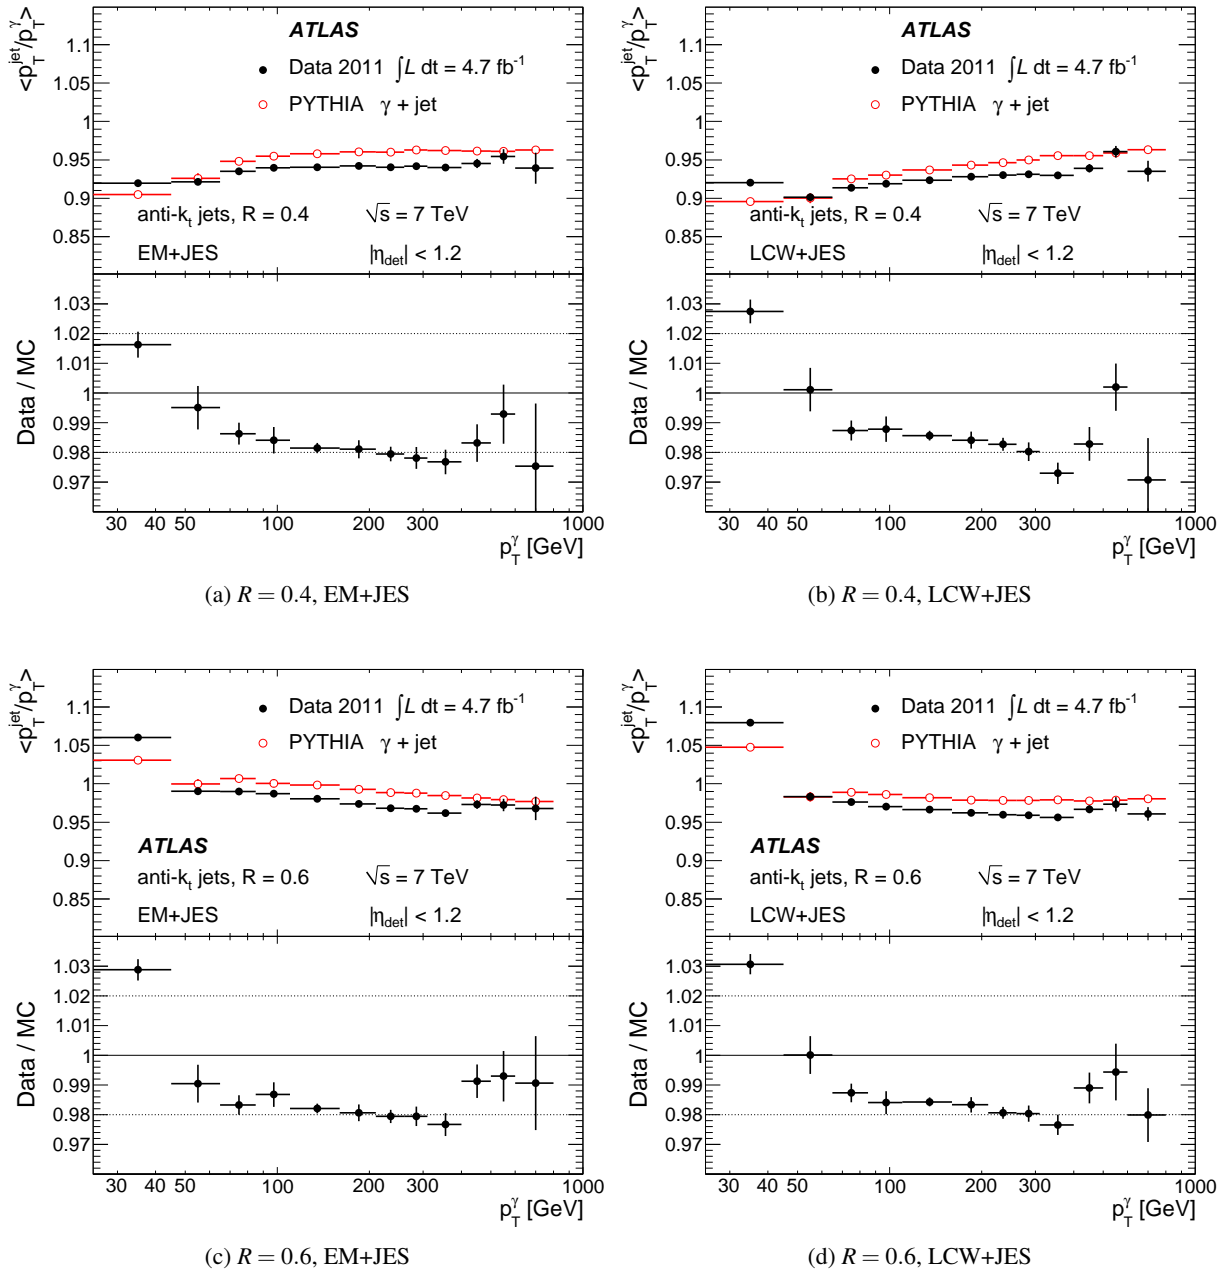 <p_T^jet/p_T^γ>
1.1
1.05
1
0.95
0.9
0.85
ATLAS
Data 2011 ∫L dt = 4.7 fb⁻¹
PYTHIA γ + jet
anti-k_t jets, R = 0.4 √s = 7 TeV
EM+JES |η_det| < 1.2
Data / MC
1.03
1.02
1.01
1
0.99
0.98
0.97
30 40 50 100 200 300 1000
p_T^γ [GeV]
(a) R = 0.4, EM+JES
<p_T^jet/p_T^γ>
1.1
1.05
1
0.95
0.9
0.85
ATLAS
Data 2011 ∫L dt = 4.7 fb⁻¹
PYTHIA γ + jet
anti-k_t jets, R = 0.4 √s = 7 TeV
LCW+JES |η_det| < 1.2
Data / MC
1.03
1.02
1.01
1
0.99
0.98
0.97
30 40 50 100 200 300 1000
p_T^γ [GeV]
(b) R = 0.4, LCW+JES
<p_T^jet/p_T^γ>
1.1
1.05
1
0.95
0.9
0.85
Data 2011 ∫L dt = 4.7 fb⁻¹
PYTHIA γ + jet
ATLAS
anti-k_t jets, R = 0.6 √s = 7 TeV
EM+JES |η_det| < 1.2
Data / MC
1.03
1.02
1.01
1
0.99
0.98
0.97
30 40 50 100 200 300 1000
p_T^γ [GeV]
(c) R = 0.6, EM+JES
<p_T^jet/p_T^γ>
1.1
1.05
1
0.95
0.9
0.85
Data 2011 ∫L dt = 4.7 fb⁻¹
PYTHIA γ + jet
ATLAS
anti-k_t jets, R = 0.6 √s = 7 TeV
LCW+JES |η_det| < 1.2
Data / MC
1.03
1.02
1.01
1
0.99
0.98
0.97
30 40 50 100 200 300 1000
p_T^γ [GeV]
(d) R = 0.6, LCW+JES